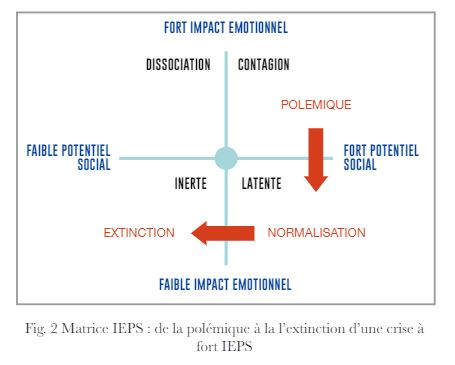 FORT IMPACT EMOTIONNEL
DISSOCIATION CONTAGION
POLEMIQUE
FAIBLE POTENTIEL
SOCIAL
FORT POTENTIEL
SOCIAL
INERTE LATENTE
EXTINCTION NORMALISATION
FAIBLE IMPACT EMOTIONNEL
Fig. 2 Matrice IEPS : de la polémique à la l'extinction d'une crise à
fort IEPS